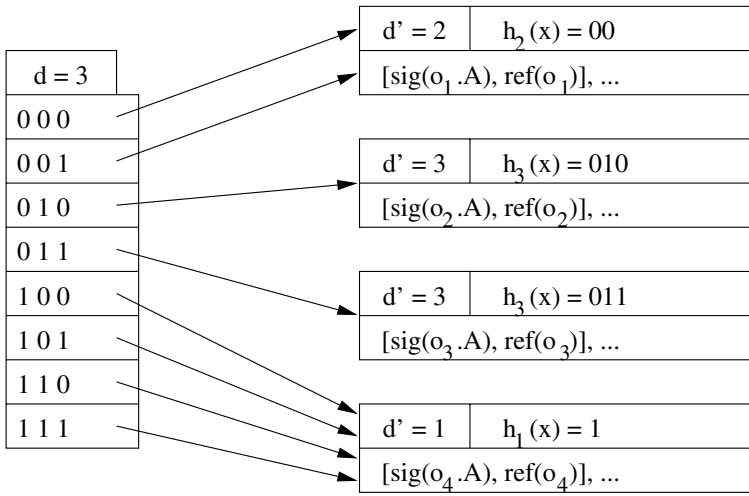 d = 3
0 0 0
0 0 1
0 1 0
0 1 1
1 0 0
1 0 1
1 1 0
1 1 1
d’ = 2 h₂(x) = 00
[sig(o₁.A), ref(o₁)], ...
d’ = 3 h₃(x) = 010
[sig(o₂.A), ref(o₂)], ...
d’ = 3 h₃(x) = 011
[sig(o₃.A), ref(o₃)], ...
d’ = 1 h₁(x) = 1
[sig(o₄.A), ref(o₄)], ...